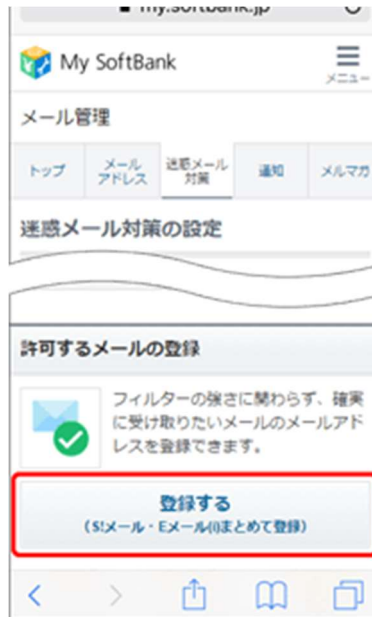 my.softbank.jp
My SoftBank
メニュー
メール管理
トップ
メール
アドレス
迷惑メール
対策
通知
メルマガ
迷惑メール対策の設定
許可するメールの登録
フィルターの強さに関わらず、確実
に受け取りたいメールのメールアド
レスを登録できます。
登録する
（S!メール・Eメール(i)まとめて登録）